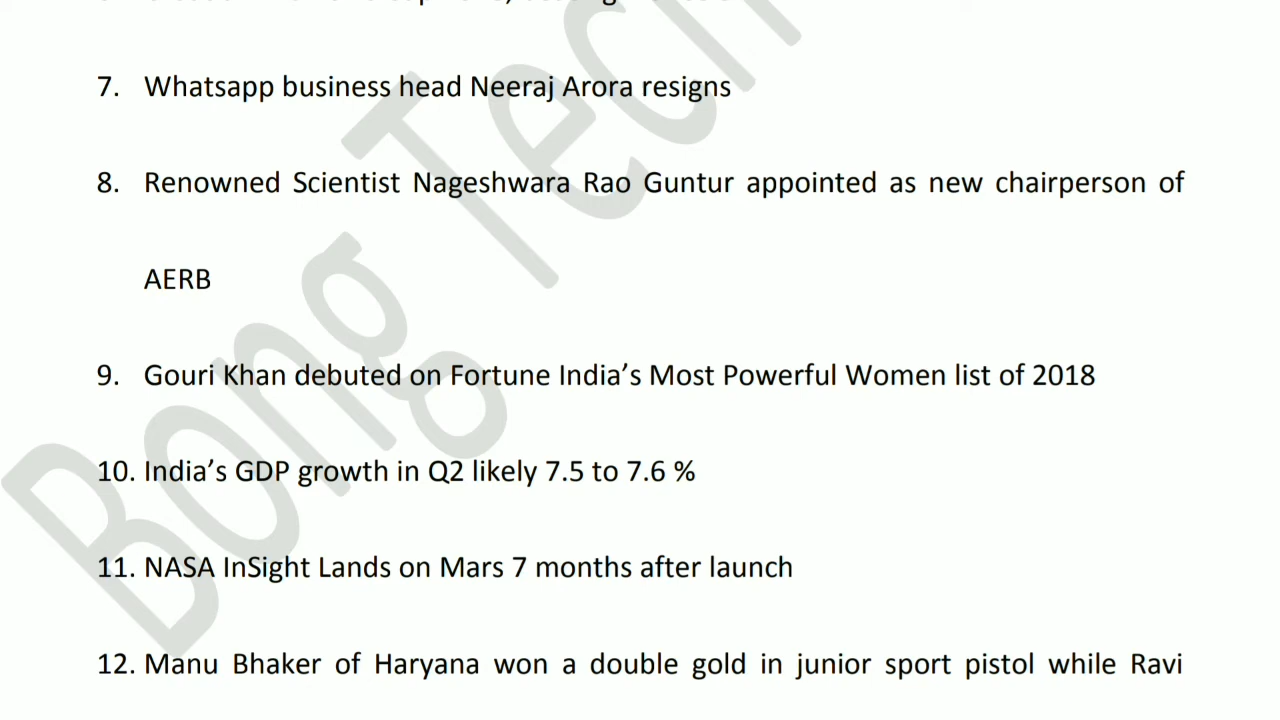 7. Whatsapp business head Neeraj Arora resigns
8. Renowned Scientist Nageshwara Rao Guntur appointed as new chairperson of
AERB
9. Gouri Khan debuted on Fortune India’s Most Powerful Women list of 2018
10. India’s GDP growth in Q2 likely 7.5 to 7.6 %
11. NASA InSight Lands on Mars 7 months after launch
12. Manu Bhaker of Haryana won a double gold in junior sport pistol while Ravi
Bong Tech